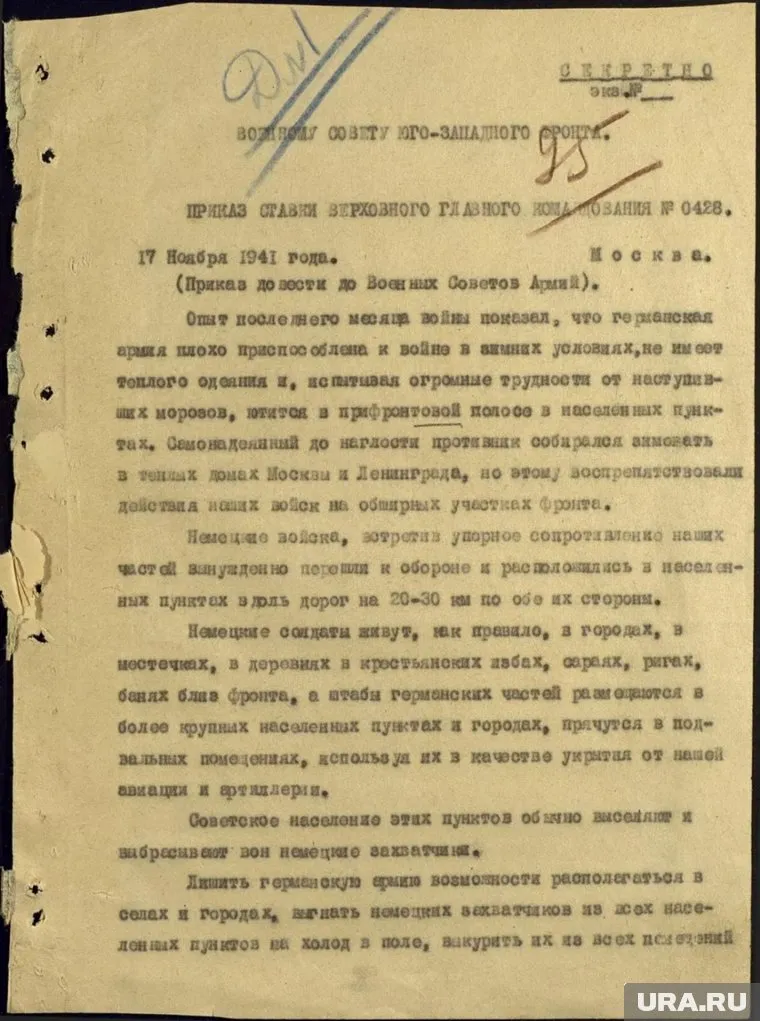 Д №1
СЕКРЕТНО
экз.№__
ВОЕННОМУ СОВЕТУ ЮГО-ЗАПАДНОГО ФРОНТА.
95
ПРИКАЗ СТАВКИ ВЕРХОВНОГО ГЛАВНОГО КОМАНДОВАНИЯ № 0428.
17 Ноября 1941 года. Москва.
(Приказ довести до Военных Советов Армий).
Опыт последнего месяца войны показал, что германская
армия плохо приспособлена к войне в зимних условиях,не имеет
теплого одеяния и, испытывая огромные трудности от наступив-
ших морозов, ютится в прифронтовой полосе в населенных пунк-
тах. Самонадеянный до наглости противник собирался зимовать
в теплых домах Москвы и Ленинграда, но этому воспрепятствовали
действия наших войск на обширных участках фронта.
Немецкие войска, встретив упорное сопротивление наших
частей вынужденно перешли к обороне и расположились в населен-
ных пунктах вдоль дорог на 20-30 км по обе их стороны.
Немецкие солдаты живут, как правило, в городах, в
местечках, в деревнях в крестьянских избах, сараях, ригах,
банях близ фронта, а штабы германских частей размещаются в
более крупных населенных пунктах и городах, прячутся в под-
вальных помещениях, используя их в качестве укрытия от нашей
авиации и артиллерии.
Советское население этих пунктов обычно выселяют и
выбрасывают вон немецкие захватчики.
Лишить германскую армию возможности располагаться в
селах и городах, выгнать немецких захватчиков из всех насе-
ленных пунктов на холод в поле, выкурить их из всех помещений
URA.RU